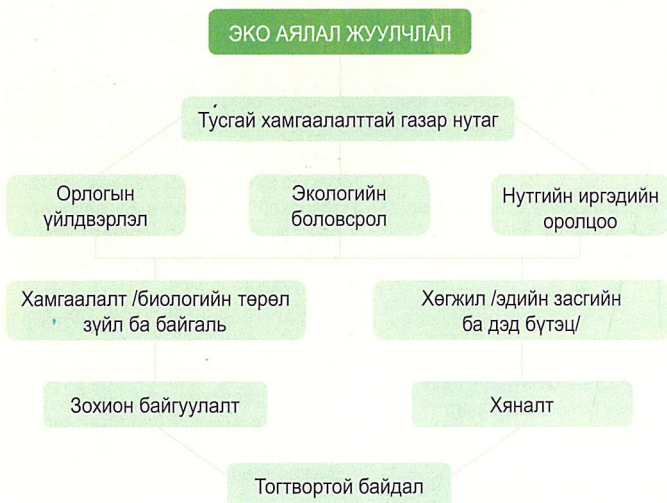 ЭКО АЯЛАЛ ЖУУЛЧЛАЛ
Тусгай хамгаалалттай газар нутаг
Орлогын
үйлдвэрлэл
Экологийн
боловсрол
Нутгийн иргэдийн
оролцоо
Хамгаалалт /биологийн төрөл
зүйл ба байгаль
Хөгжил /эдийн засгийн
ба дэд бүтэц/
Зохион байгуулалт
Хяналт
Тогтвортой байдал